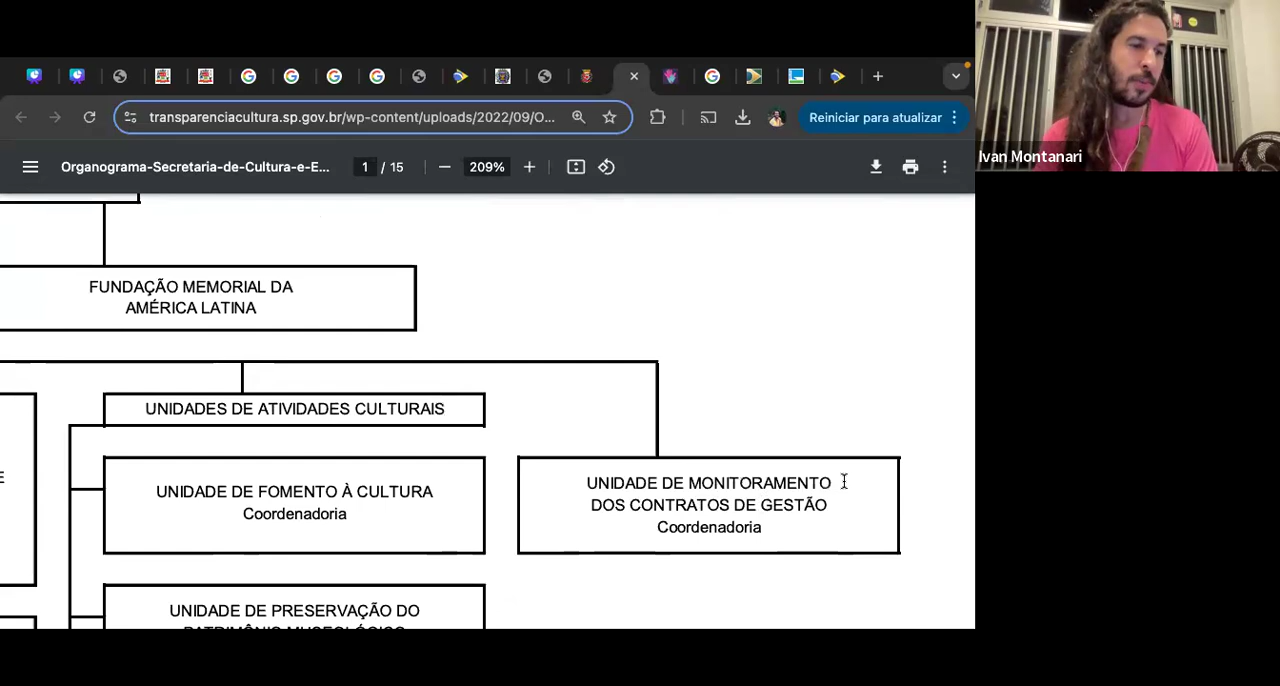 transparenciacultura.sp.gov.br/wp-content/uploads/2022/09/O...
Reiniciar para atualizar
Ivan Montanari
Organograma-Secretaria-de-Cultura-e-E...
1 / 15
209%
FUNDAÇÃO MEMORIAL DA
AMÉRICA LATINA
UNIDADES DE ATIVIDADES CULTURAIS
E
UNIDADE DE FOMENTO À CULTURA
Coordenadoria
UNIDADE DE MONITORAMENTO
DOS CONTRATOS DE GESTÃO
Coordenadoria
UNIDADE DE PRESERVAÇÃO DO
PATRIMÔNIO MUSEOLÓGICO